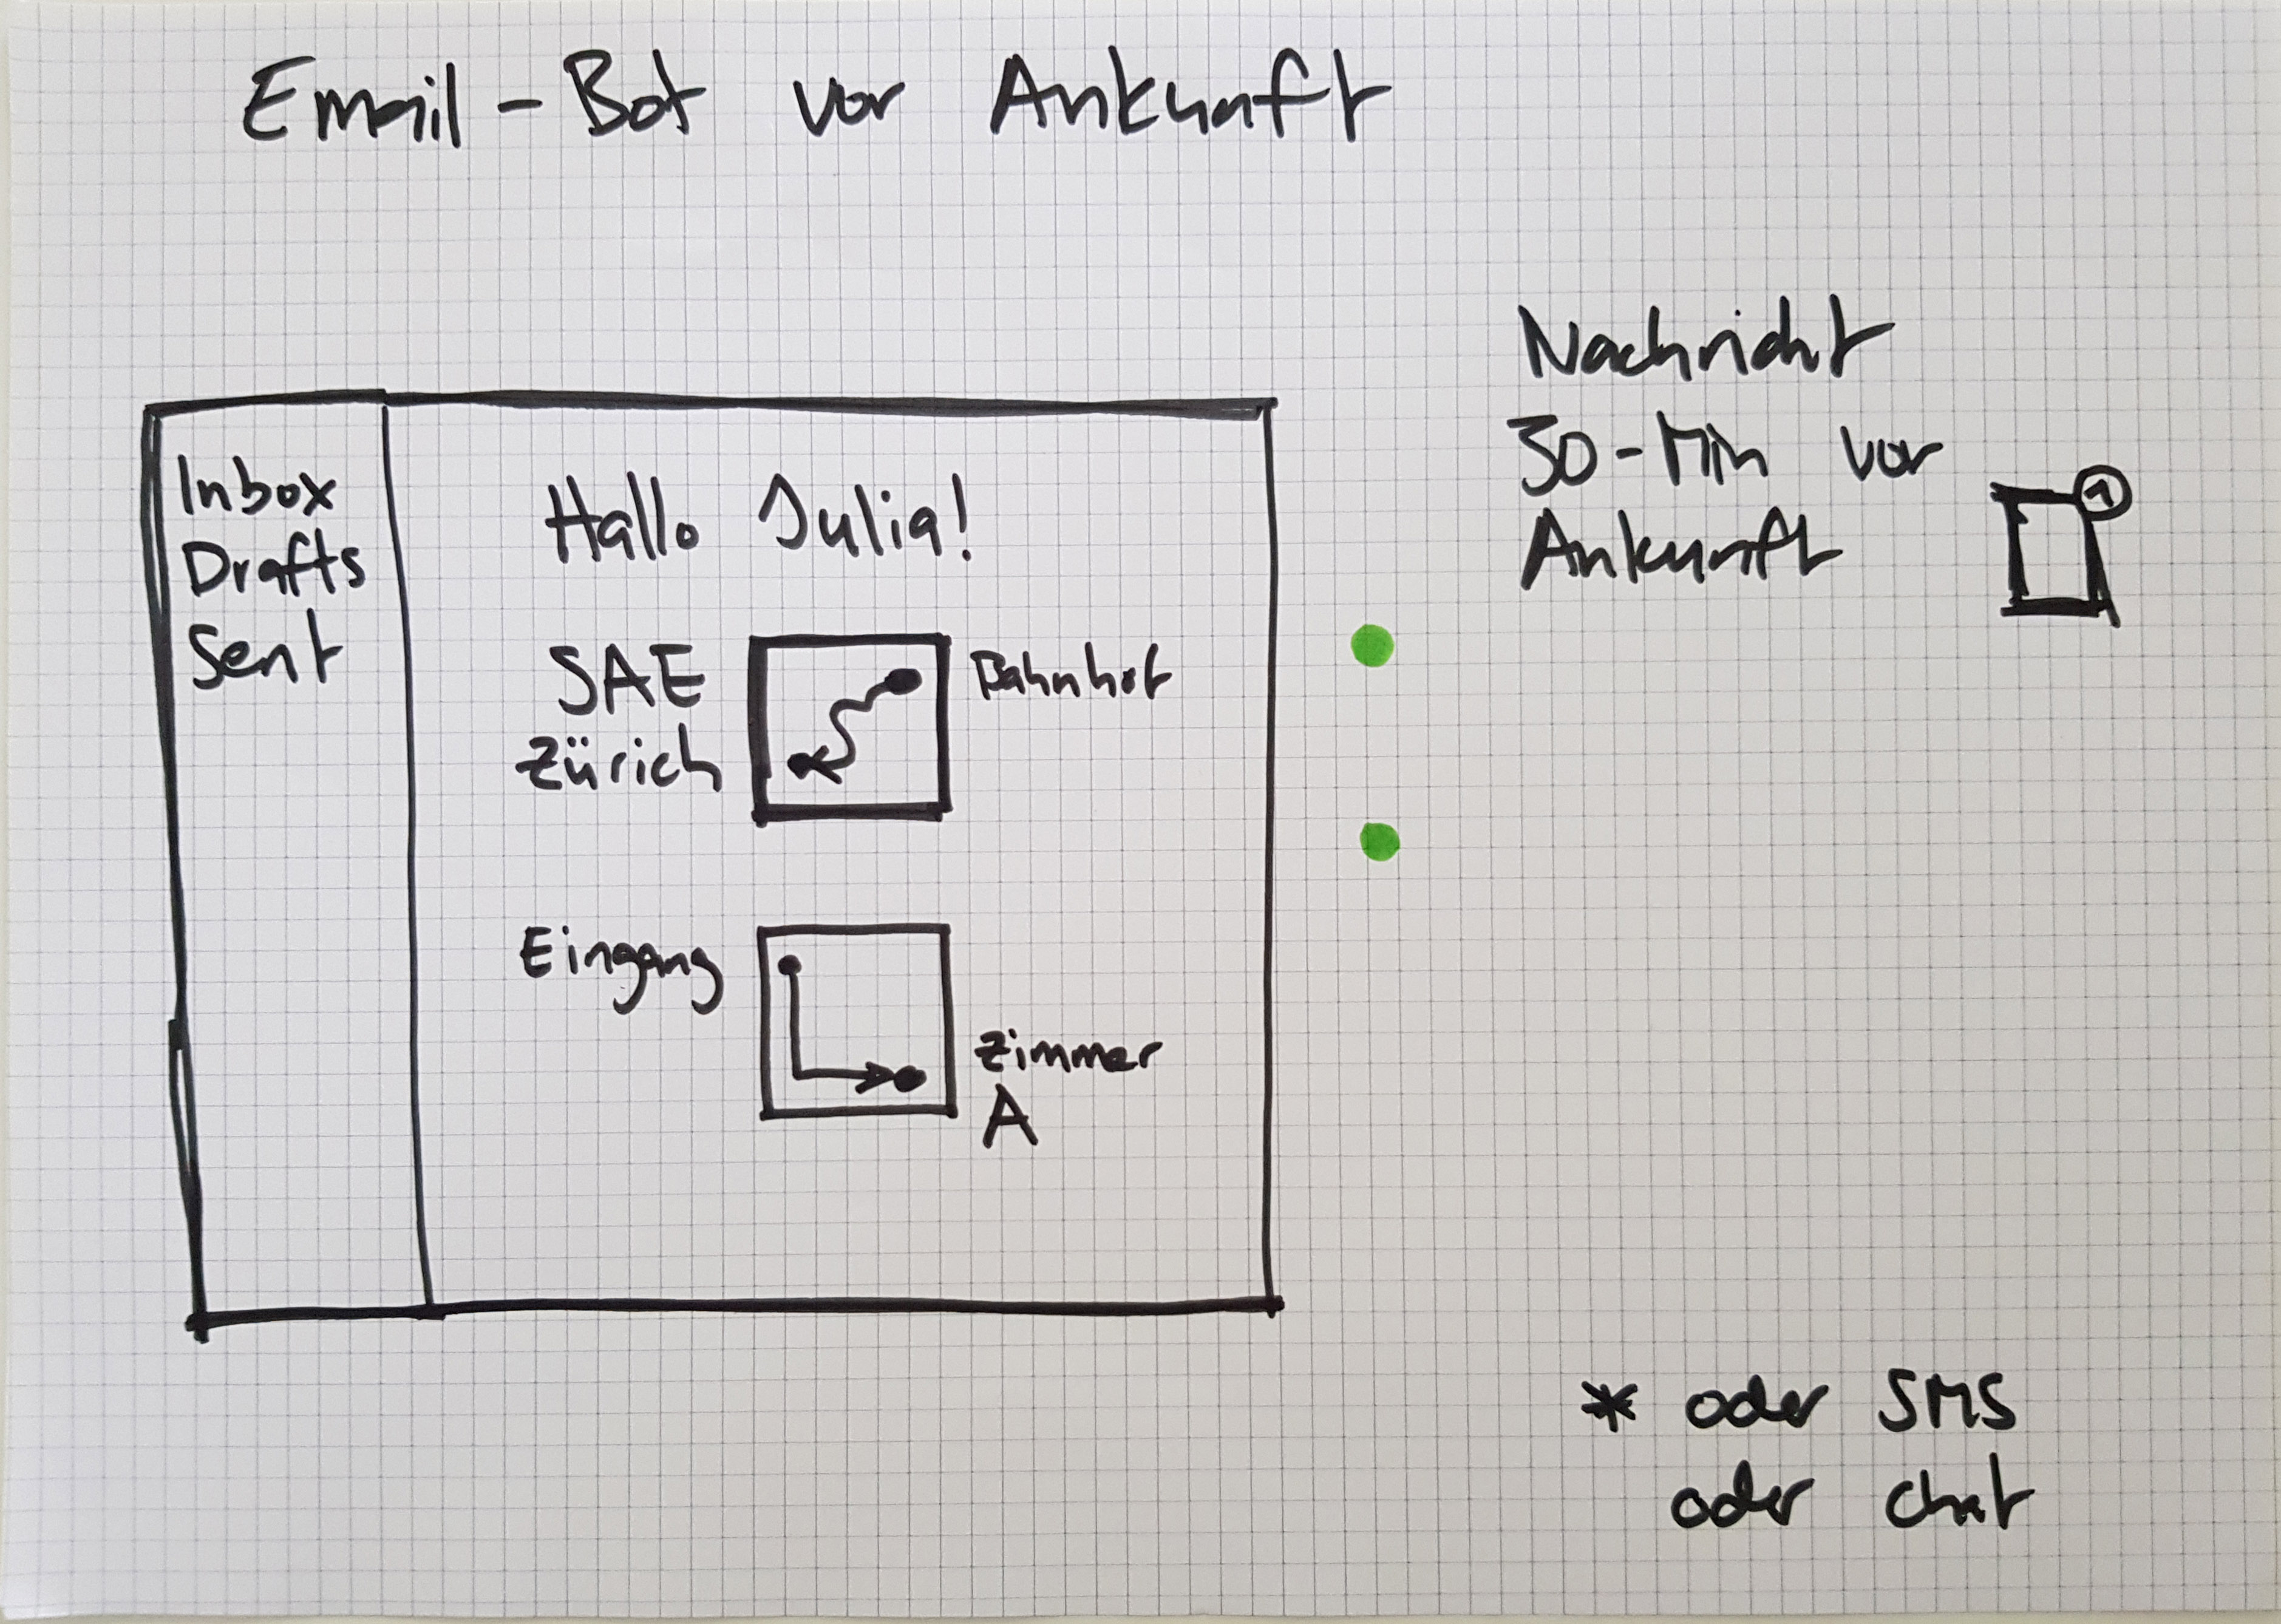 Email - Bot vor Ankunft
Nachricht
30-Min vor
Ankunft
1
Inbox
Drafts
Sent
Hallo Julia!
SAE
Zürich
Bahnhof
Eingang
Zimmer
A
* oder SMS
oder Chat